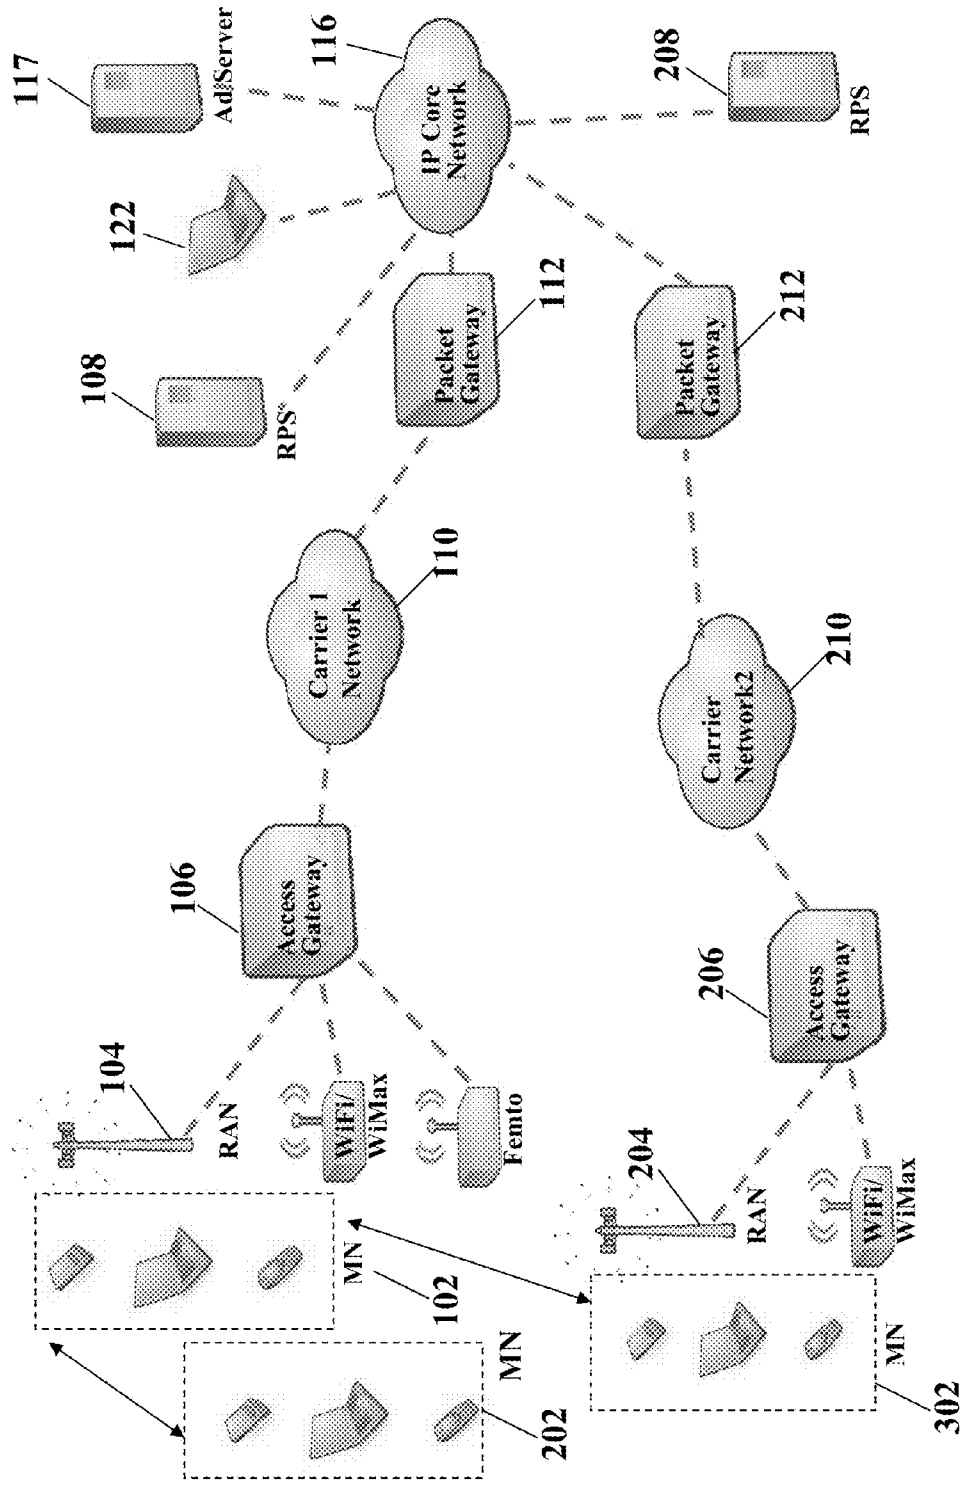 117
Ad Server
116
IP Core
Network
208
RPS
122
108
RPS
Packet
Gateway
112
Packet
Gateway
212
Carrier 1
Network
110
Carrier
Network2
210
106
Access
Gateway
206
Access
Gateway
104
RAN
WiFi/
WiMax
Femto
204
RAN
WiFi/
WiMax
MN
102
MN
202
MN
302